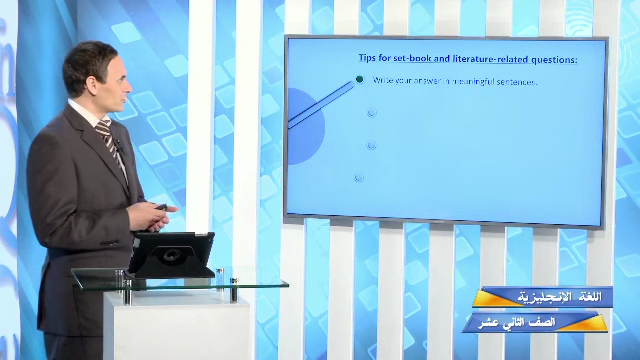 Tips for set-book and literature-related questions:
Write your answer in meaningful sentences.
اللغة الإنجليزية
الصف الثاني عشر